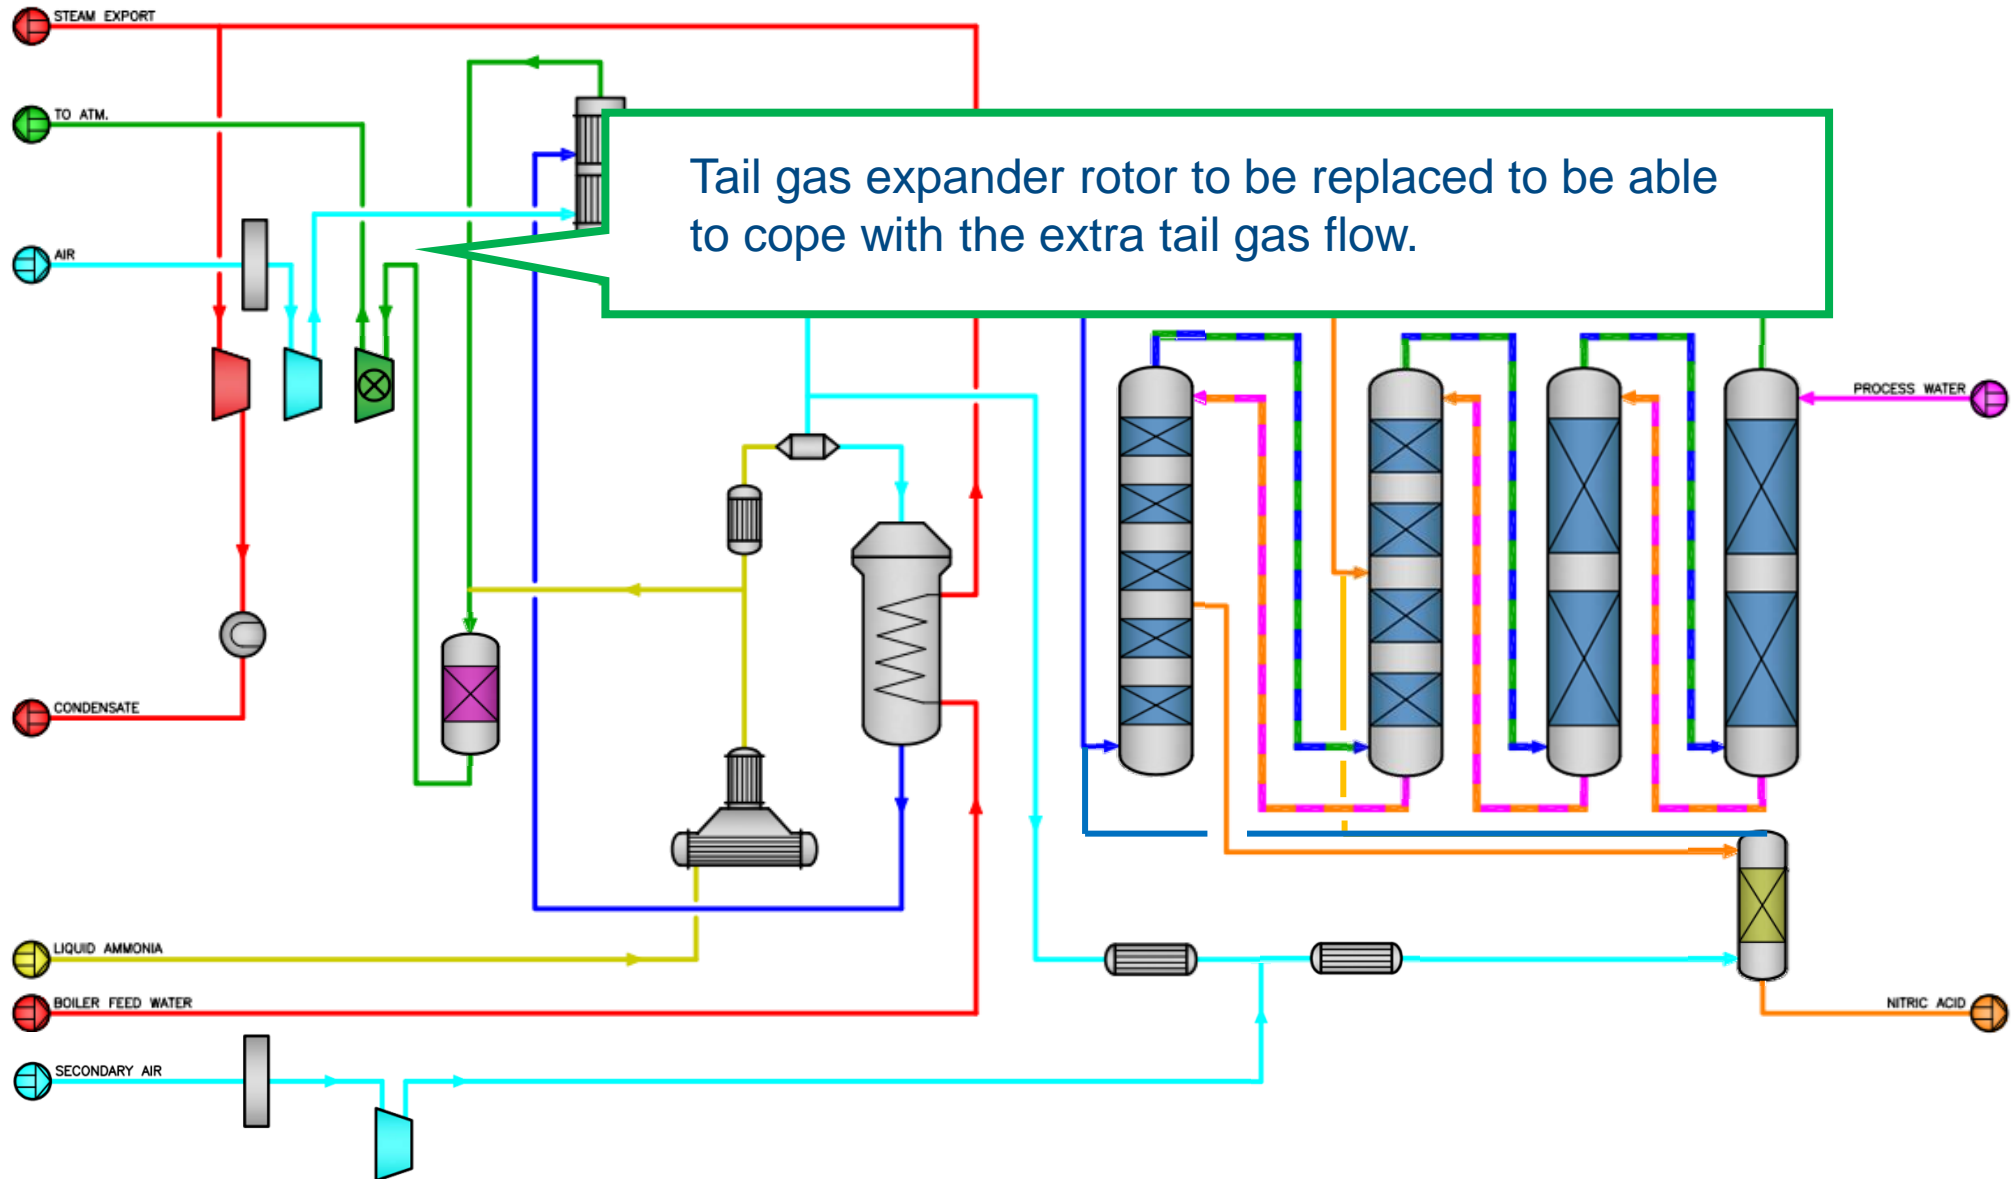 STEAM EXPORT
TO ATM.
Tail gas expander rotor to be replaced to be able
to cope with the extra tail gas flow.
AIR
PROCESS WATER
CONDENSATE
LIQUID AMMONIA
BOILER FEED WATER
NITRIC ACID
SECONDARY AIR